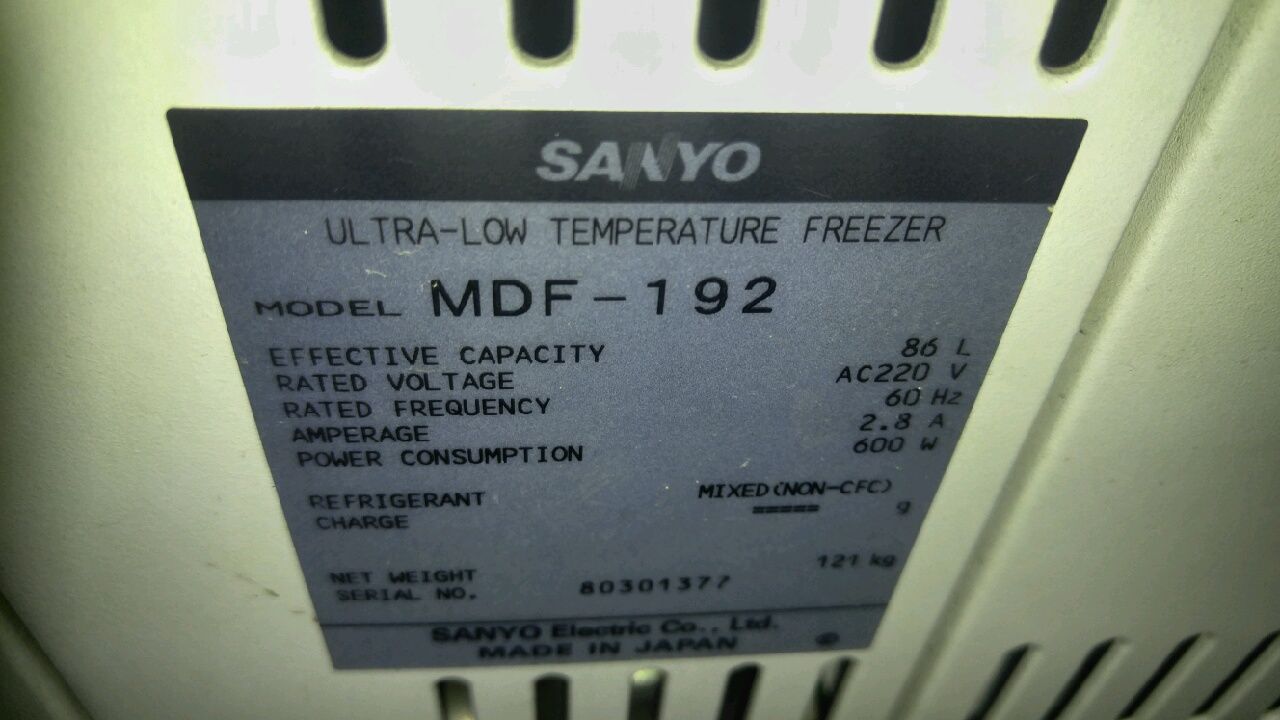 SANYO
ULTRA-LOW TEMPERATURE FREEZER
MODEL MDF-192
EFFECTIVE CAPACITY 86 L
RATED VOLTAGE AC220 V
RATED FREQUENCY 60 Hz
AMPERAGE 2.8 A
POWER CONSUMPTION 600 W
REFRIGERANT MIXED(NON-CFC)
CHARGE ===== g
NET WEIGHT 121 kg
SERIAL NO. 80301377
SANYO Electric Co., Ltd.
MADE IN JAPAN